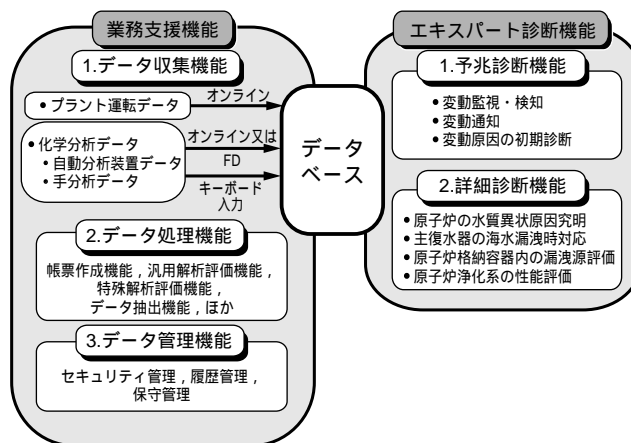 業務支援機能
1.データ収集機能
•プラント運転データ
オンライン
•化学分析データ
•自動分析装置データ
•手分析データ
オンライン又は
FD
キーボード
入力
2.データ処理機能
帳票作成機能，汎用解析評価機能，
特殊解析評価機能，
データ抽出機能，ほか
3.データ管理機能
セキュリティ管理，履歴管理，
保守管理
データ
ベース
エキスパート診断機能
1.予兆診断機能
•変動監視・検知
•変動通知
•変動原因の初期診断
2.詳細診断機能
•原子炉の水質異状原因究明
•主復水器の海水漏洩時対応
•原子炉格納容器内の漏洩源評価
•原子炉浄化系の性能評価